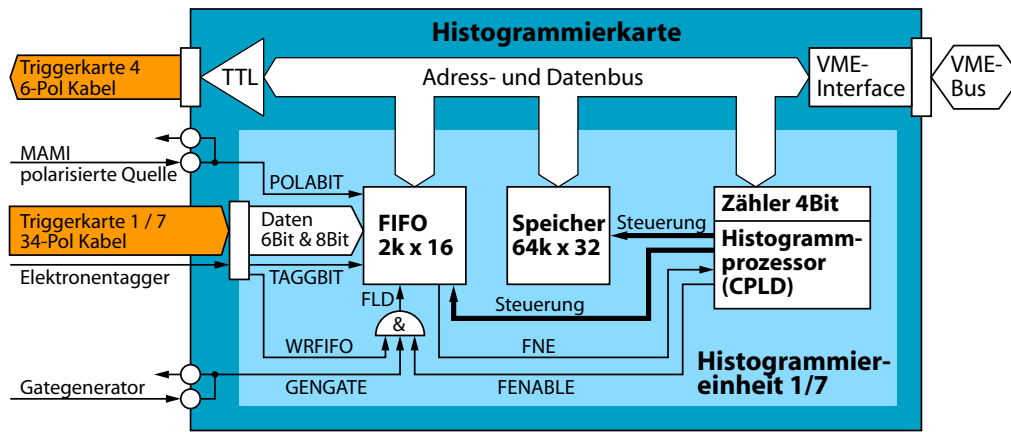 Histogrammierkarte
Triggerkarte 4
6-Pol Kabel
TTL
Adress- und Datenbus
VME-
Interface
VME-
Bus
MAMI
polarisierte Quelle
POLABIT
Triggerkarte 1 / 7
34-Pol Kabel
Daten
6Bit & 8Bit
FIFO
2k x 16
Speicher
64k x 32
Steuerung
Zähler 4Bit
Histogramm-
prozessor
(CPLD)
Elektronentagger
TAGGBIT
FLD
Steuerung
&
WRFIFO
FNE
GENGATE
FENABLE
Histogrammier-
einheit 1/7
Gategenerator